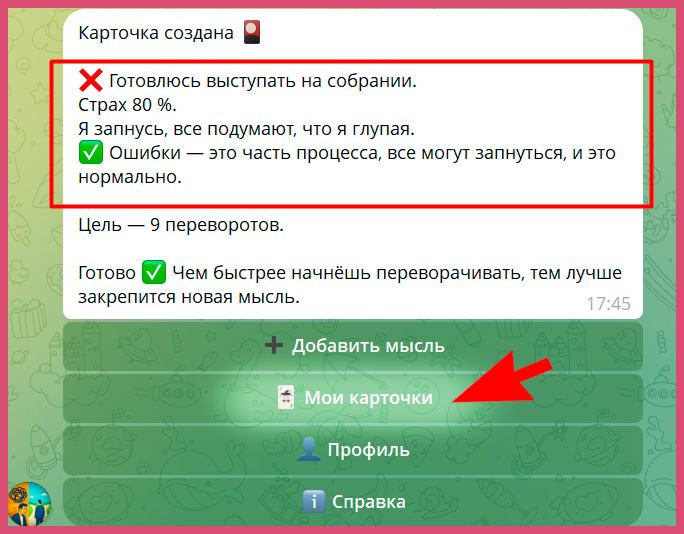 Карточка создана 🎴
❌ Готовлюсь выступать на собрании.
Страх 80 %.
Я запнусь, все подумают, что я глупая.
✅ Ошибки — это часть процесса, все могут запнуться, и это
нормально.
Цель — 9 переворотов.
Готово ✅ Чем быстрее начнёшь переворачивать, тем лучше
закрепится новая мысль.
17:45
➕ Добавить мысль
🃏 Мои карточки
👤 Профиль
ℹ️ Справка